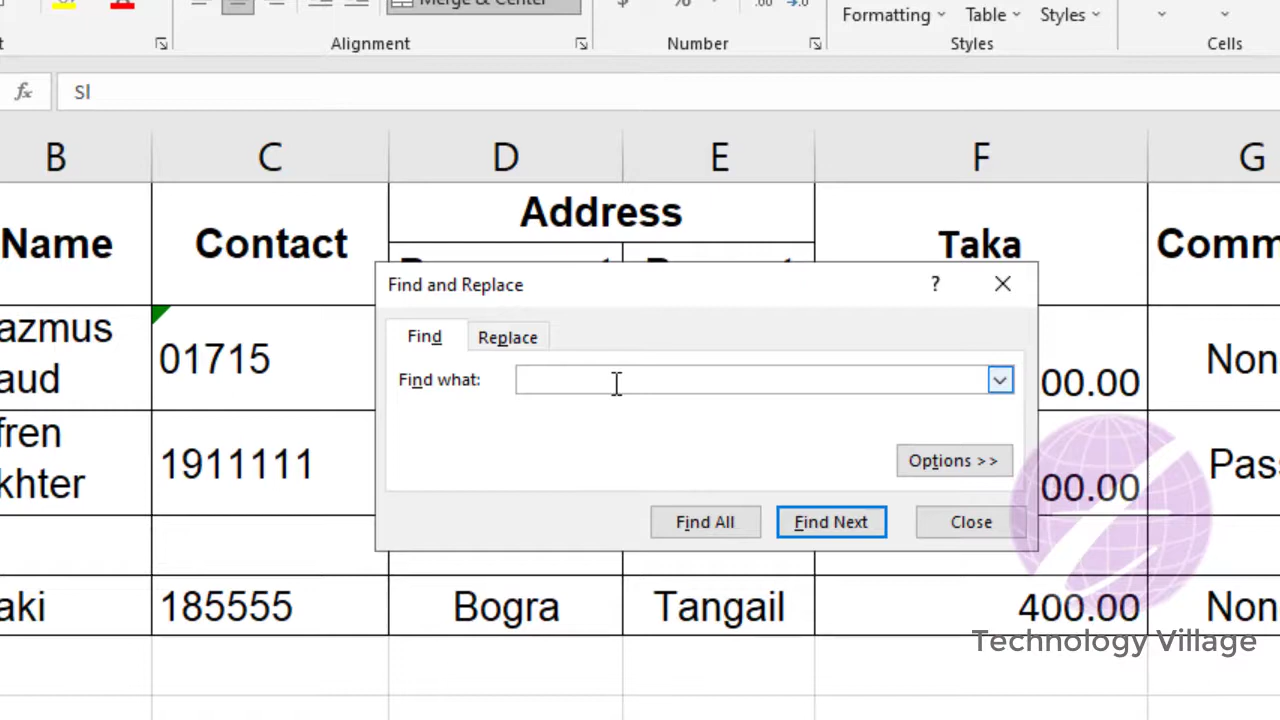 Merge & Center
Formatting
Table
Styles
Alignment
Number
Styles
Cells
fx
Sl
B
C
D
E
F
G
Name
Contact
Address
Taka
Comm
Find and Replace
?
Find
Replace
Find what:
Options >>
Find All
Find Next
Close
azmus
aud
01715
00.00
Non
fren
khter
1911111
00.00
Pas
aki
185555
Bogra
Tangail
400.00
Non
Technology Village